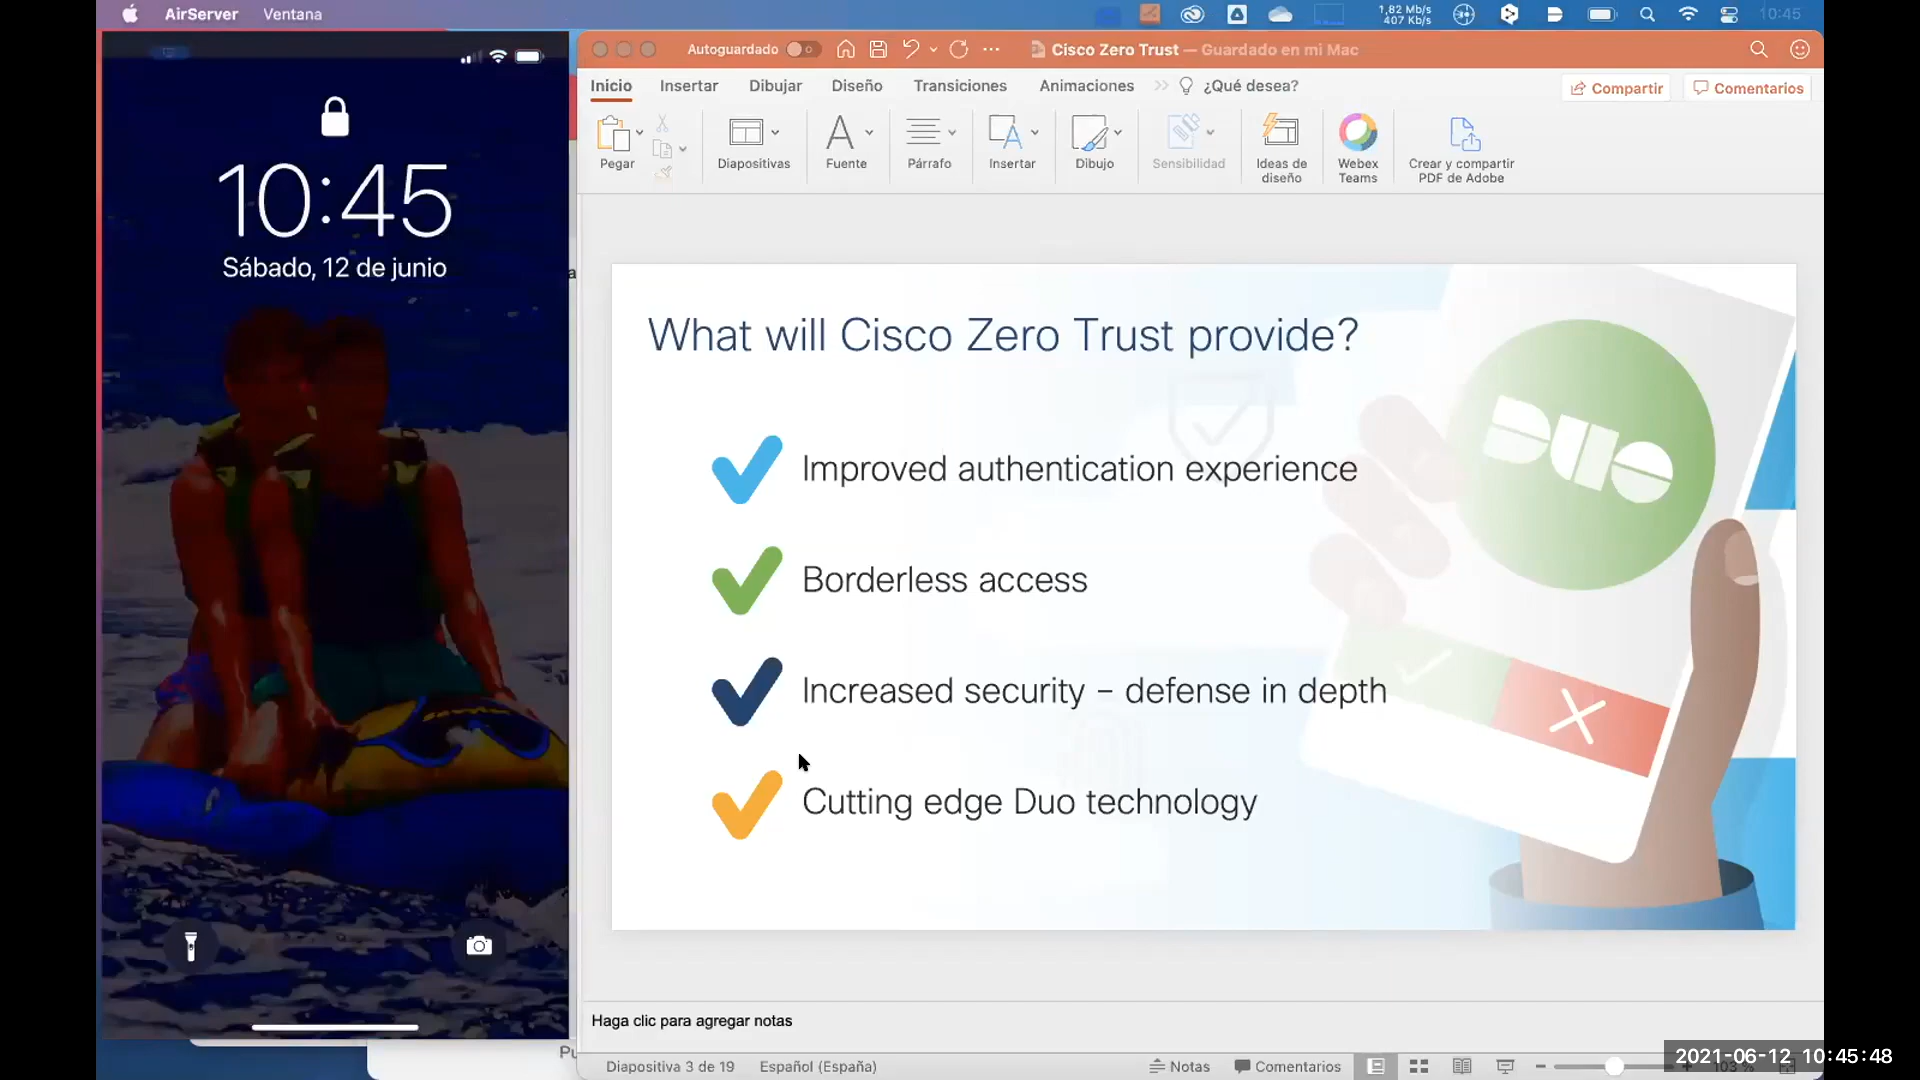 AirServer Ventana
1,82 Mb/s
407 Kb/s
10:45
Autoguardado
Cisco Zero Trust — Guardado en mi Mac
Inicio Insertar Dibujar Diseño Transiciones Animaciones ¿Qué desea?
Compartir Comentarios
Pegar Diapositivas Fuente Párrafo Insertar Dibujo Sensibilidad
Ideas de diseño
Webex Teams
Crear y compartir PDF de Adobe
10:45
Sábado, 12 de junio
What will Cisco Zero Trust provide?
Improved authentication experience
Borderless access
Increased security – defense in depth
Cutting edge Duo technology
DUO
Haga clic para agregar notas
Diapositiva 3 de 19 Español (España)
Notas Comentarios
103 %
2021-06-12 10:45:48